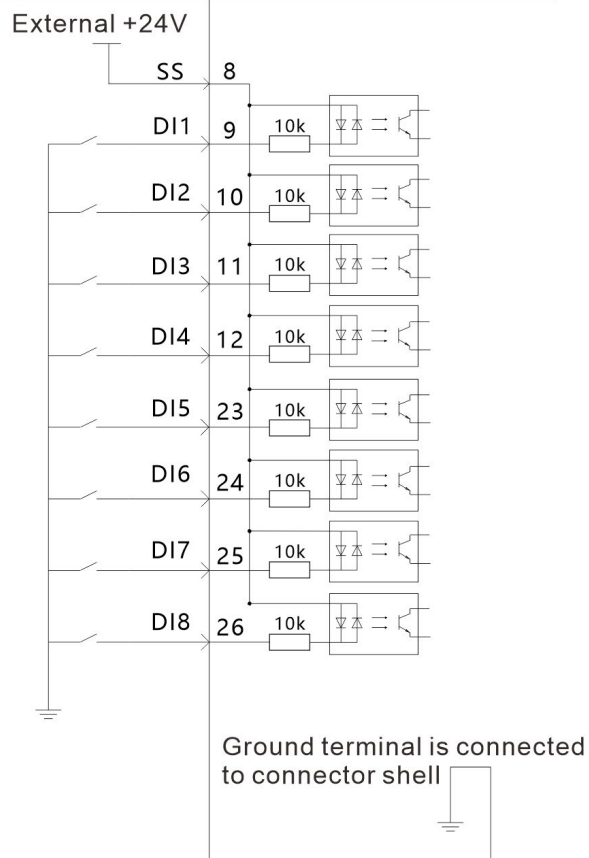 External +24V
SS 8
DI1 9 10k
DI2 10 10k
DI3 11 10k
DI4 12 10k
DI5 23 10k
DI6 24 10k
DI7 25 10k
DI8 26 10k
Ground terminal is connected
to connector shell